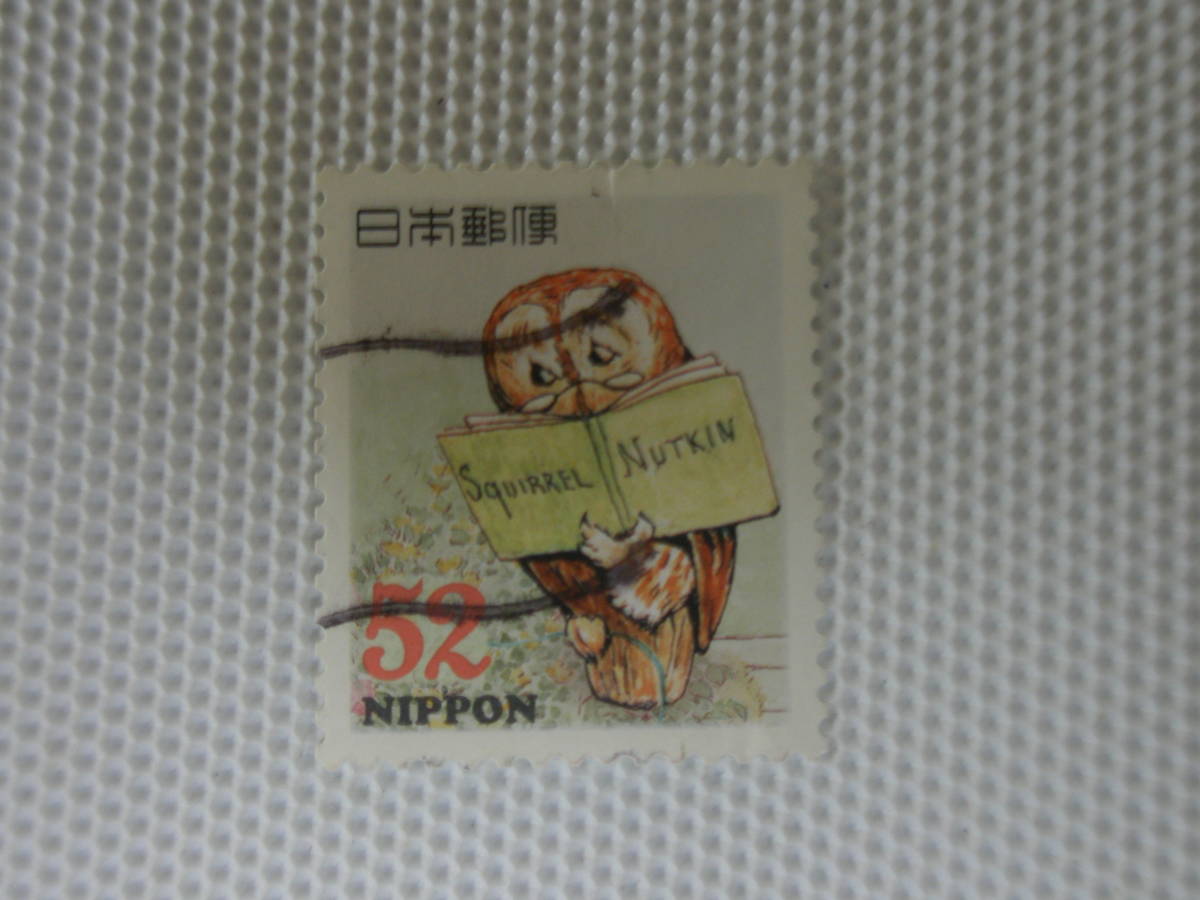 日本郵便
SQUIRREL NUTKIN
52
NIPPON